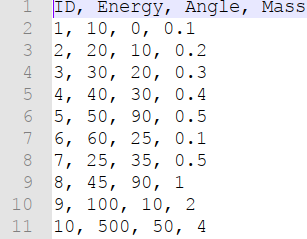 1 ID, Energy, Angle, Mass
2 1, 10, 0, 0.1
3 2, 20, 10, 0.2
4 3, 30, 20, 0.3
5 4, 40, 30, 0.4
6 5, 50, 90, 0.5
7 6, 60, 25, 0.1
8 7, 25, 35, 0.5
9 8, 45, 90, 1
10 9, 100, 10, 2
11 10, 500, 50, 4